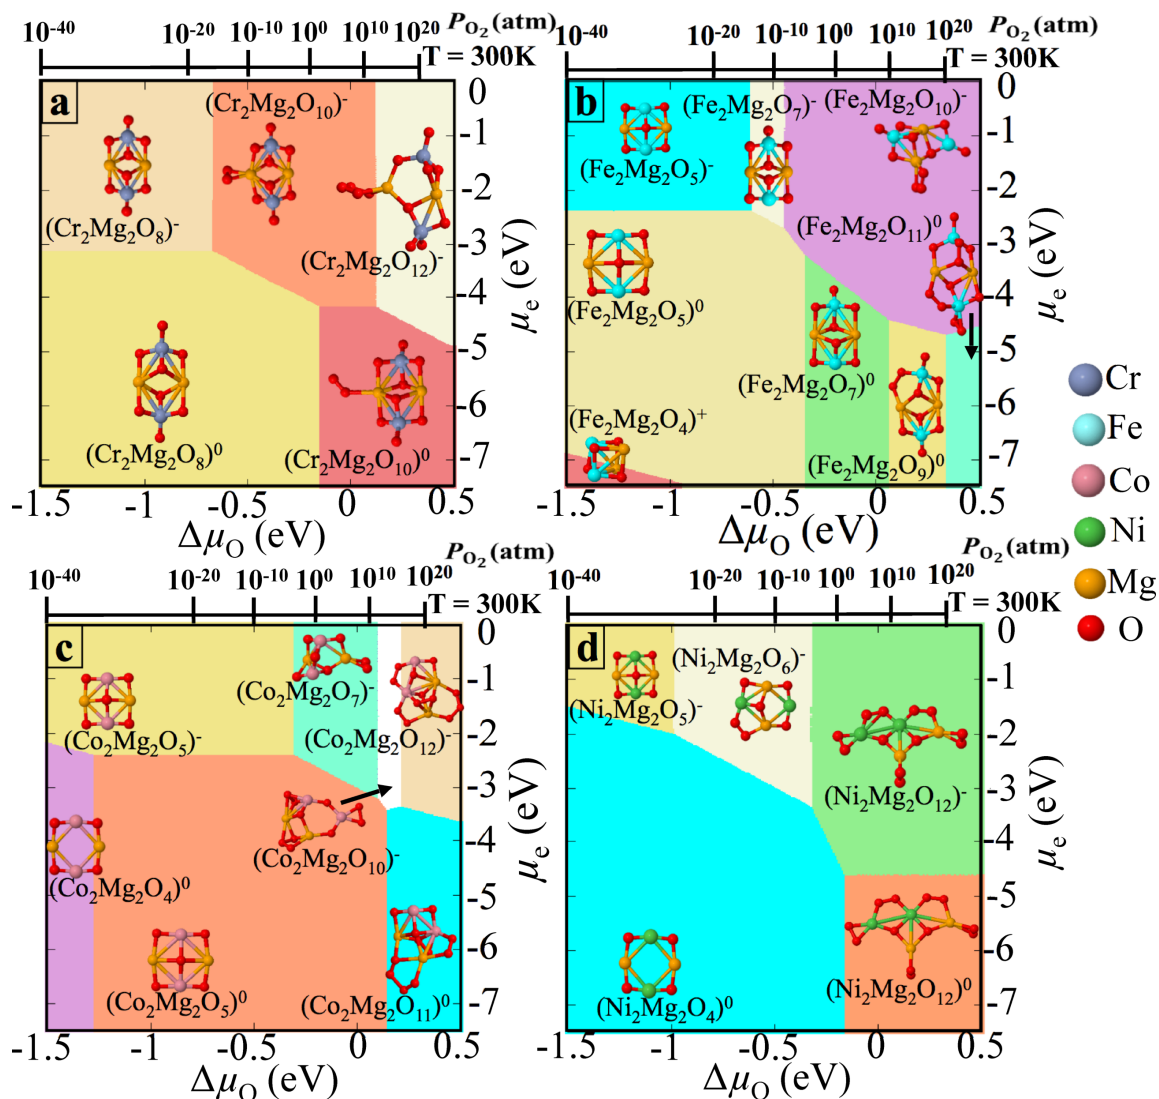 10⁻⁴⁰ 10⁻²⁰ 10⁻¹⁰ 10⁰ 10¹⁰ 10²⁰ P_O₂(atm)
T = 300K
a
(Cr₂Mg₂O₁₀)⁻
(Cr₂Mg₂O₈)⁻
(Cr₂Mg₂O₁₂)⁻
(Cr₂Mg₂O₈)⁰
(Cr₂Mg₂O₁₀)⁰
0
-1
-2
-3
-4
-5
-6
-7
μₑ (eV)
-1.5 -1 -0.5 0 0.5
Δμ_O (eV)
10⁻⁴⁰ 10⁻²⁰ 10⁻¹⁰ 10⁰ 10¹⁰ 10²⁰ P_O₂(atm)
T = 300K
b
(Fe₂Mg₂O₇)⁻
(Fe₂Mg₂O₁₀)⁻
(Fe₂Mg₂O₅)⁻
(Fe₂Mg₂O₁₁)⁰
(Fe₂Mg₂O₅)⁰
(Fe₂Mg₂O₇)⁰
(Fe₂Mg₂O₄)⁺
(Fe₂Mg₂O₉)⁰
0
-1
-2
-3
-4
-5
-6
-7
μₑ (eV)
-1.5 -1 -0.5 0 0.5
Δμ_O (eV)
Cr
Fe
Co
Ni
Mg
O
10⁻⁴⁰ 10⁻²⁰ 10⁻¹⁰ 10⁰ 10¹⁰ 10²⁰ P_O₂(atm)
T = 300K
c
(Co₂Mg₂O₇)⁻
(Co₂Mg₂O₅)⁻
(Co₂Mg₂O₁₂)⁻
(Co₂Mg₂O₁₀)⁻
(Co₂Mg₂O₄)⁰
(Co₂Mg₂O₅)⁰
(Co₂Mg₂O₁₁)⁰
0
-1
-2
-3
-4
-5
-6
-7
μₑ (eV)
-1.5 -1 -0.5 0 0.5
Δμ_O (eV)
10⁻⁴⁰ 10⁻²⁰ 10⁻¹⁰ 10⁰ 10¹⁰ 10²⁰ P_O₂(atm)
T = 300K
d
(Ni₂Mg₂O₆)⁻
(Ni₂Mg₂O₅)⁻
(Ni₂Mg₂O₁₂)⁻
(Ni₂Mg₂O₄)⁰
(Ni₂Mg₂O₁₂)⁰
0
-1
-2
-3
-4
-5
-6
-7
μₑ (eV)
-1.5 -1 -0.5 0 0.5
Δμ_O (eV)